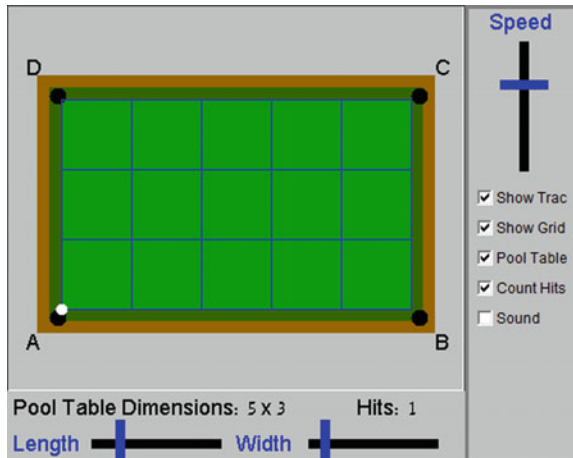 D
C
A
B
Pool Table Dimensions: 5 x 3 Hits: 1
Length Width
Speed
Show Trac
Show Grid
Pool Table
Count Hits
Sound